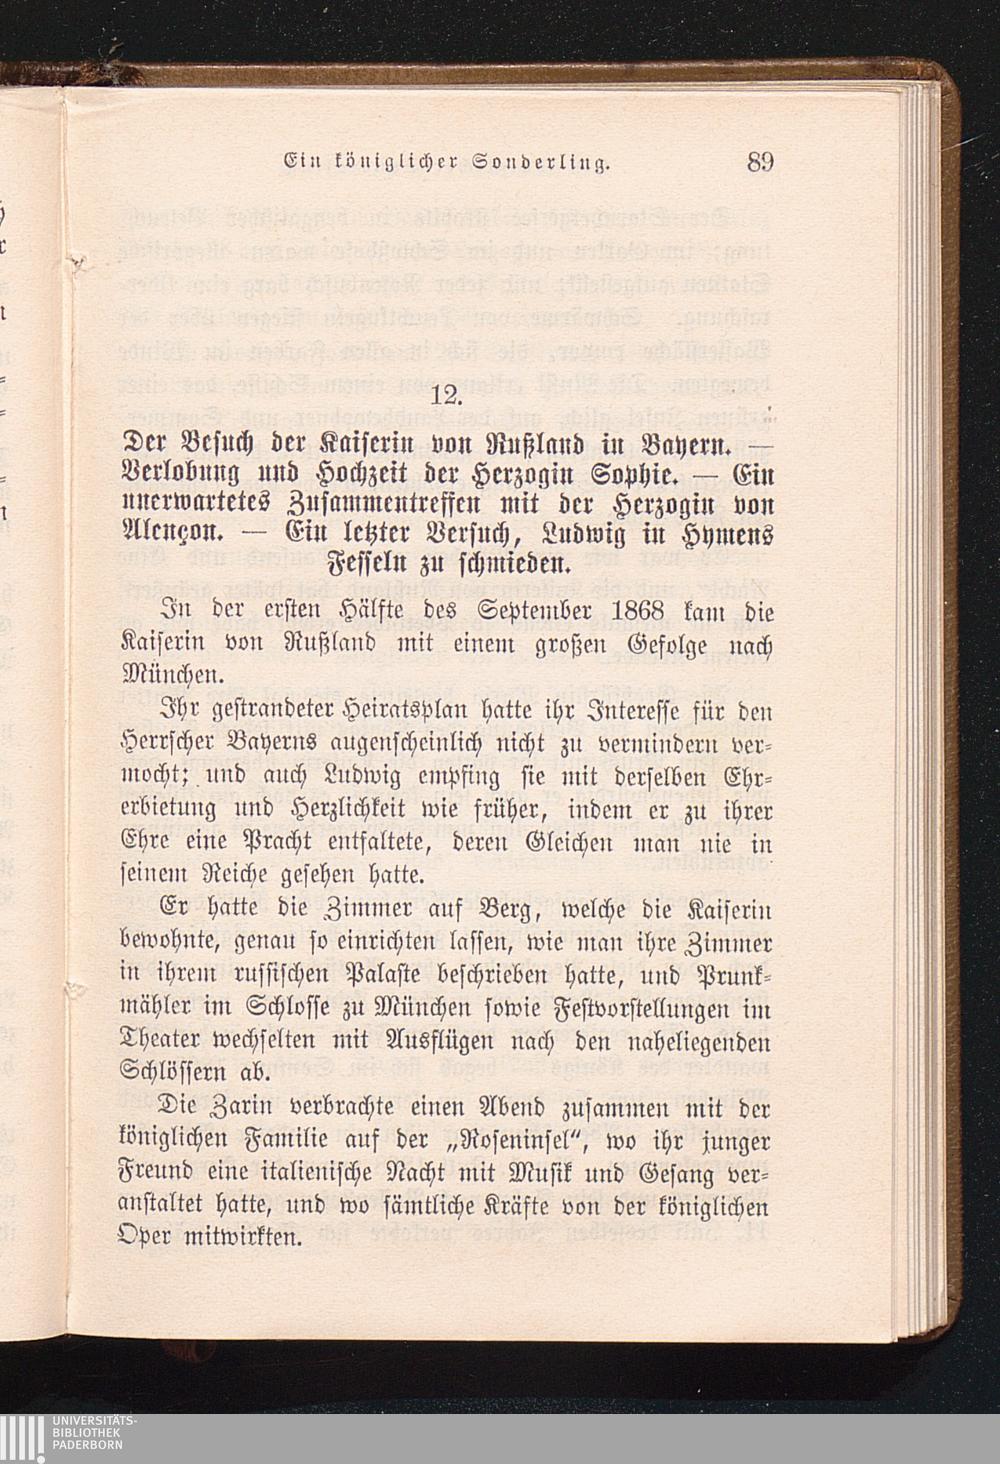 Ein königlicher Sonderling. 89
12.
Der Besuch der Kaiserin von Rußland in Bayern. —
Verlobung und Hochzeit der Herzogin Sophie. — Ein
unerwartetes Zusammentreffen mit der Herzogin von
Alençon. — Ein letzter Versuch, Ludwig in Hymens
Fesseln zu schmieden.
In der ersten Hälfte des September 1868 kam die
Kaiserin von Rußland mit einem großen Gefolge nach
München.
Ihr gestrandeter Heiratsplan hatte ihr Interesse für den
Herrscher Bayerns augenscheinlich nicht zu vermindern ver-
mocht; und auch Ludwig empfing sie mit derselben Ehr-
erbietung und Herzlichkeit wie früher, indem er zu ihrer
Ehre eine Pracht entfaltete, deren Gleichen man nie in
seinem Reiche gesehen hatte.
Er hatte die Zimmer auf Berg, welche die Kaiserin
bewohnte, genau so einrichten lassen, wie man ihre Zimmer
in ihrem russischen Palaste beschrieben hatte, und Prunk-
mähler im Schlosse zu München sowie Festvorstellungen im
Theater wechselten mit Ausflügen nach den naheliegenden
Schlössern ab.
Die Zarin verbrachte einen Abend zusammen mit der
königlichen Familie auf der „Roseninsel“, wo ihr junger
Freund eine italienische Nacht mit Musik und Gesang ver-
anstaltet hatte, und wo sämtliche Kräfte von der königlichen
Oper mitwirkten.
UNIVERSITÄTS-
BIBLIOTHEK
PADERBORN